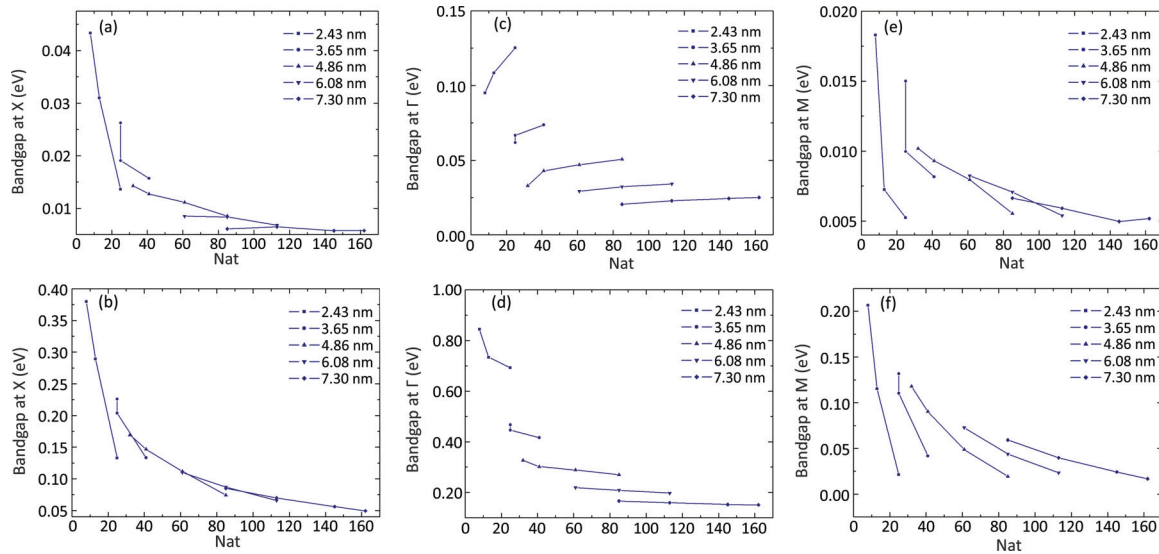 (a)
2.43 nm
3.65 nm
4.86 nm
6.08 nm
7.30 nm
0.04
0.03
0.02
0.01
Bandgap at X (eV)
0 20 40 60 80 100 120 140 160
Nat
(c)
2.43 nm
3.65 nm
4.86 nm
6.08 nm
7.30 nm
0.15
0.10
0.05
0.00
Bandgap at Γ (eV)
0 20 40 60 80 100 120 140 160
Nat
(e)
2.43 nm
3.65 nm
4.86 nm
6.08 nm
7.30 nm
0.020
0.015
0.010
0.005
Bandgap at M (eV)
0 20 40 60 80 100 120 140 160
Nat
(b)
2.43 nm
3.65 nm
4.86 nm
6.08 nm
7.30 nm
0.40
0.35
0.30
0.25
0.20
0.15
0.10
0.05
Bandgap at X (eV)
0 20 40 60 80 100 120 140 160
Nat
(d)
2.43 nm
3.65 nm
4.86 nm
6.08 nm
7.30 nm
1.00
0.80
0.60
0.40
0.20
Bandgap at Γ (eV)
0 20 40 60 80 100 120 140 160
Nat
(f)
2.43 nm
3.65 nm
4.86 nm
6.08 nm
7.30 nm
0.20
0.15
0.10
0.05
0.00
Bandgap at M (eV)
0 20 40 60 80 100 120 140 160
Nat